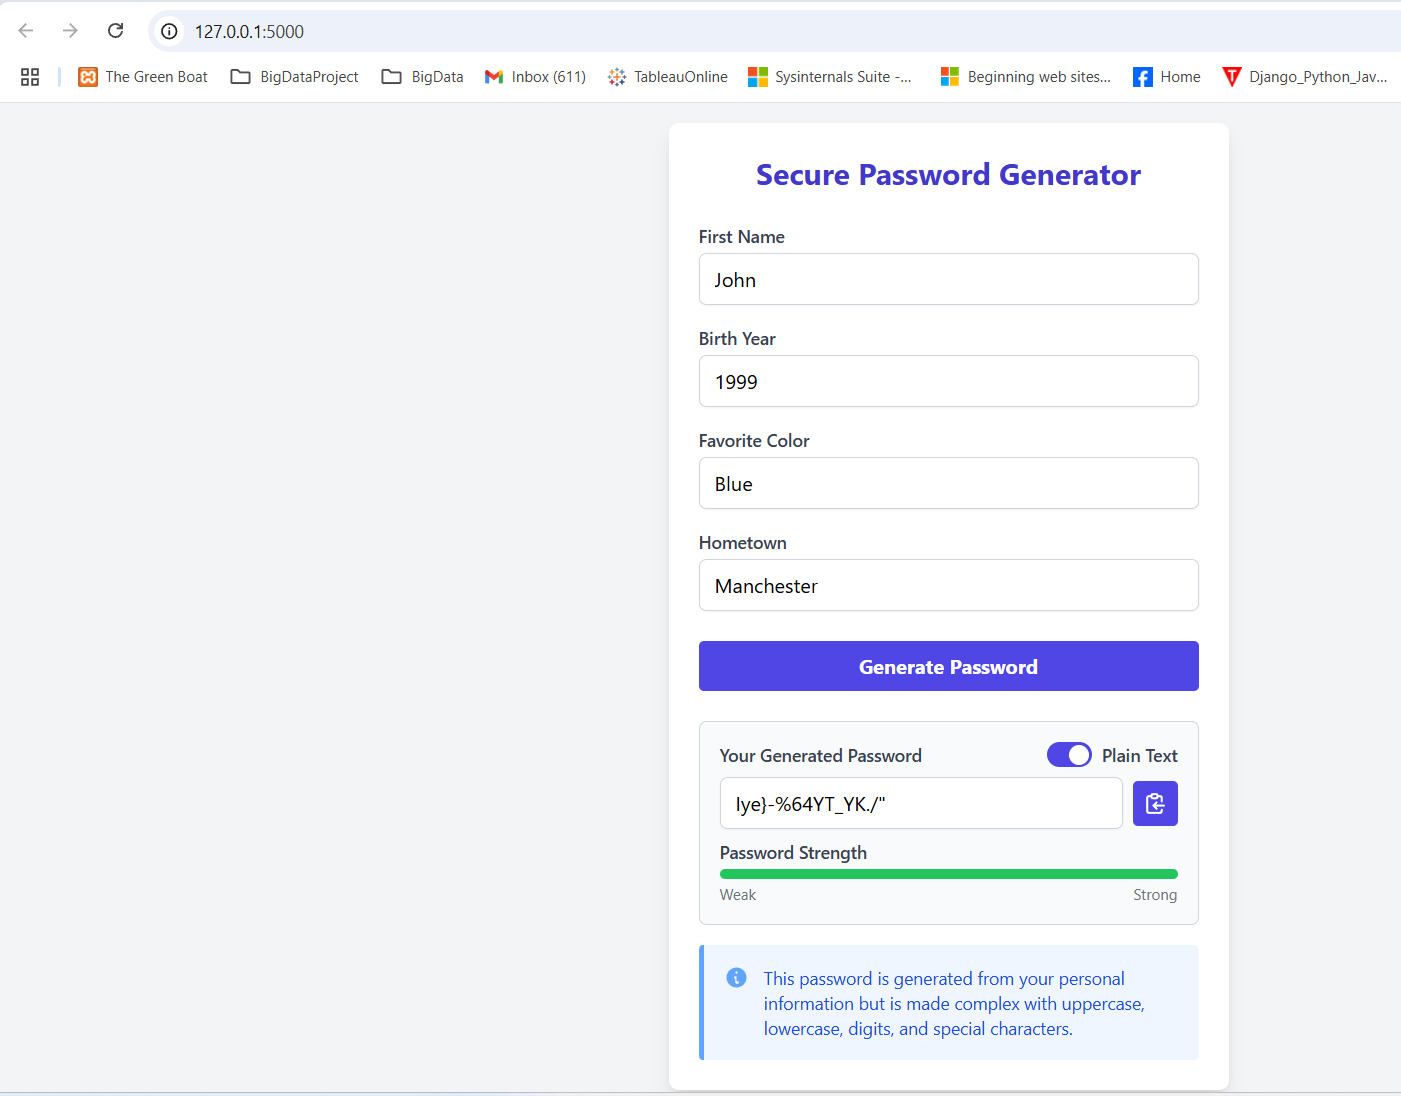 127.0.0.1:5000
The Green Boat BigDataProject BigData Inbox (611) TableauOnline Sysinternals Suite -... Beginning web sites... Home Django_Python_Jav...
Secure Password Generator
First Name
John
Birth Year
1999
Favorite Color
Blue
Hometown
Manchester
Generate Password
Your Generated Password Plain Text
lye}-%64YT_YK./"
Password Strength
Weak Strong
This password is generated from your personal
information but is made complex with uppercase,
lowercase, digits, and special characters.